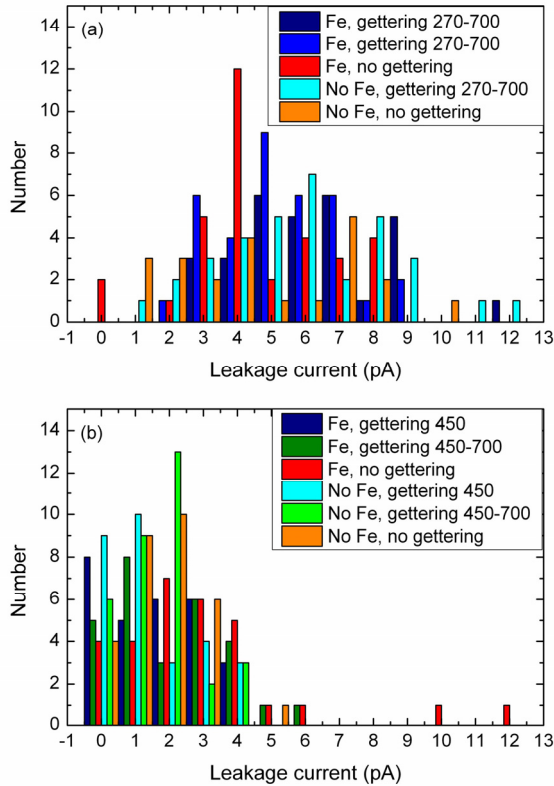 (a)
Fe, gettering 270-700
Fe, gettering 270-700
Fe, no gettering
No Fe, gettering 270-700
No Fe, no gettering
Number
14
12
10
8
6
4
2
0
-1 0 1 2 3 4 5 6 7 8 9 10 11 12 13
Leakage current (pA)
(b)
Fe, gettering 450
Fe, gettering 450-700
Fe, no gettering
No Fe, gettering 450
No Fe, gettering 450-700
No Fe, no gettering
Number
14
12
10
8
6
4
2
0
-1 0 1 2 3 4 5 6 7 8 9 10 11 12 13
Leakage current (pA)